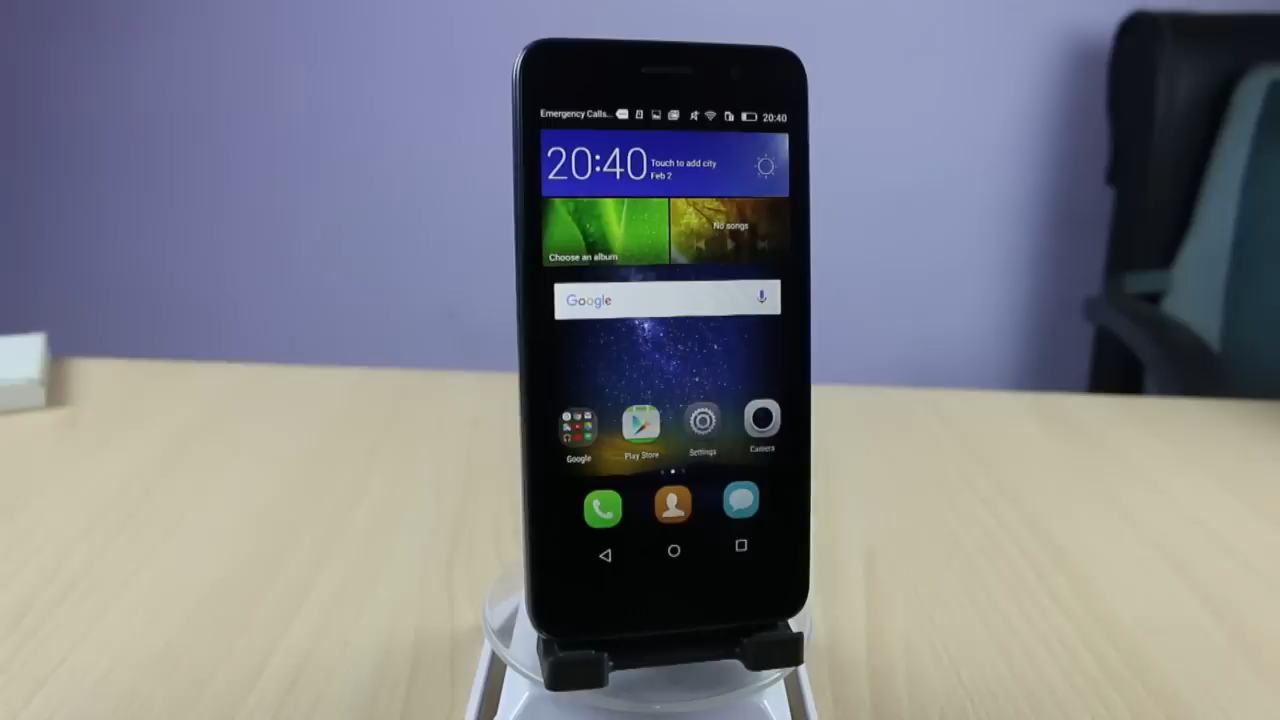 Emergency Calls... 20:40
20:40
Touch to add city
Feb 2
Choose an album
No songs
Google
Google
Play Store
Settings
Camera